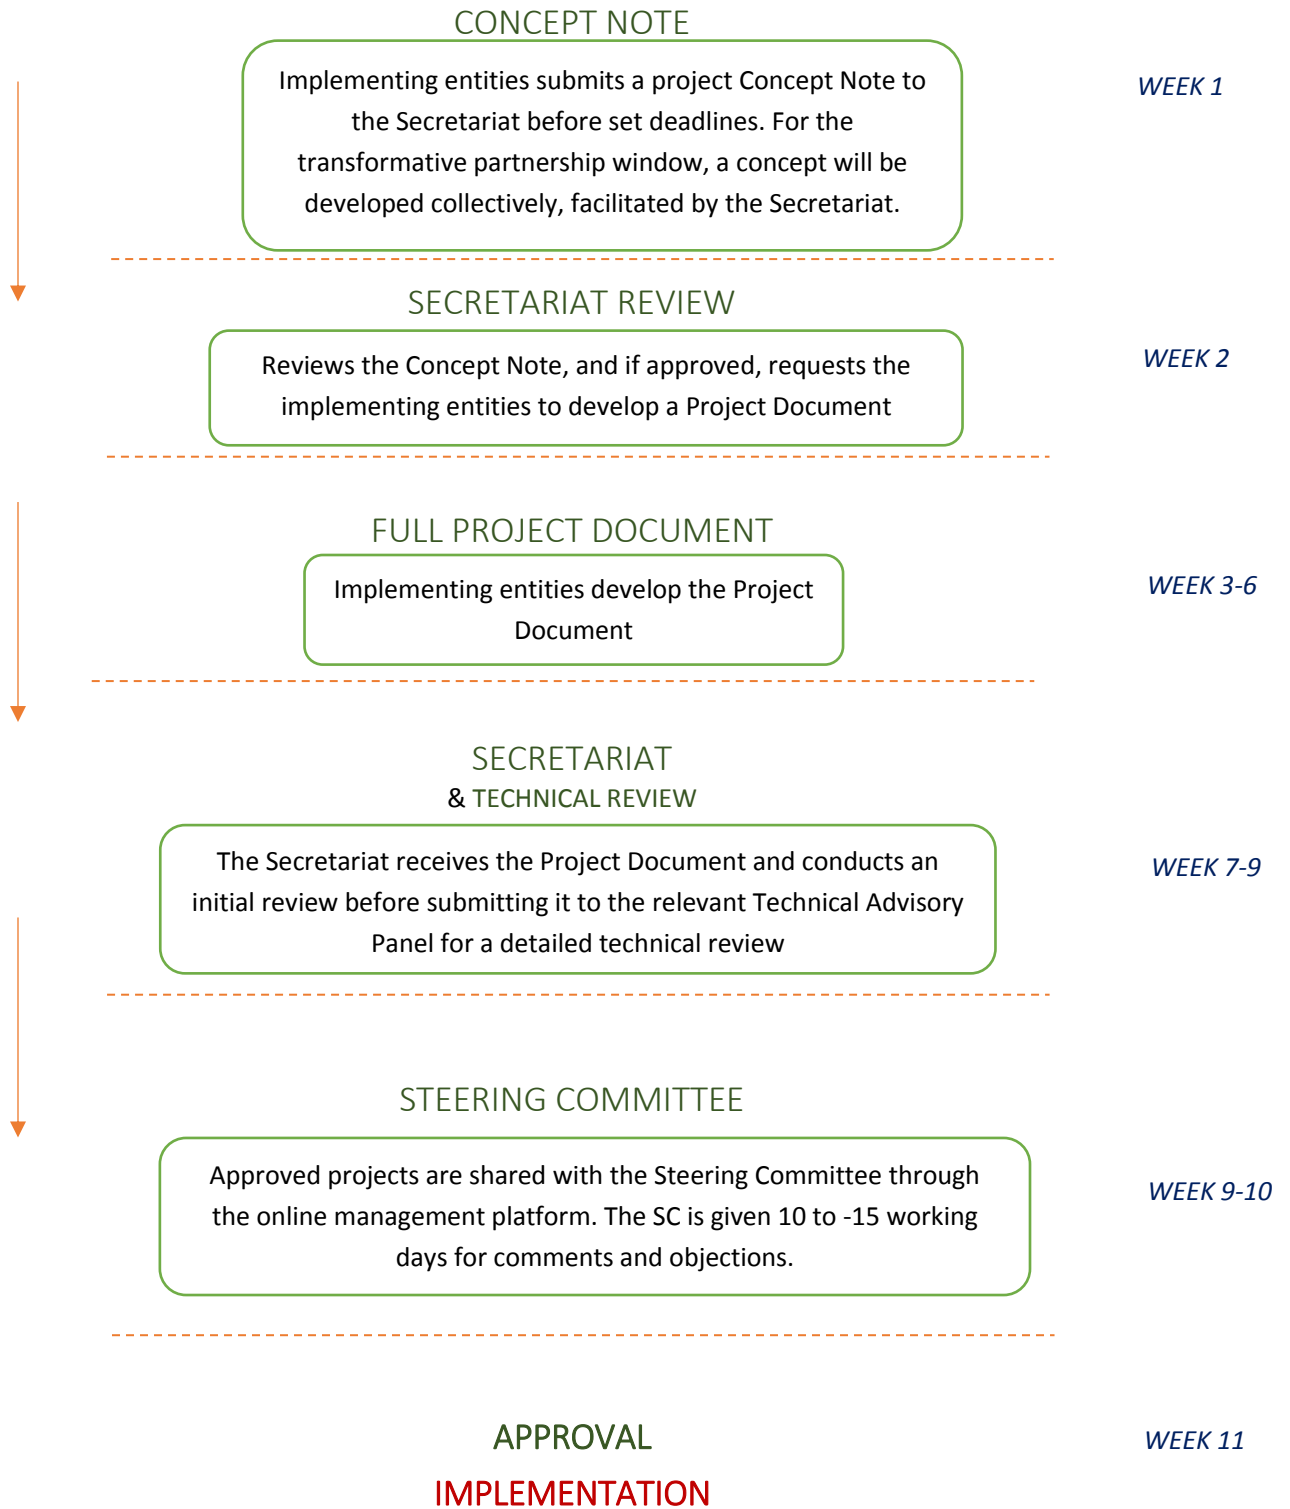 CONCEPT NOTE
Implementing entities submits a project Concept Note to
the Secretariat before set deadlines. For the
transformative partnership window, a concept will be
developed collectively, facilitated by the Secretariat.
WEEK 1
SECRETARIAT REVIEW
Reviews the Concept Note, and if approved, requests the
implementing entities to develop a Project Document
WEEK 2
FULL PROJECT DOCUMENT
Implementing entities develop the Project
Document
WEEK 3-6
SECRETARIAT
& TECHNICAL REVIEW
The Secretariat receives the Project Document and conducts an
initial review before submitting it to the relevant Technical Advisory
Panel for a detailed technical review
WEEK 7-9
STEERING COMMITTEE
Approved projects are shared with the Steering Committee through
the online management platform. The SC is given 10 to -15 working
days for comments and objections.
WEEK 9-10
APPROVAL
WEEK 11
IMPLEMENTATION